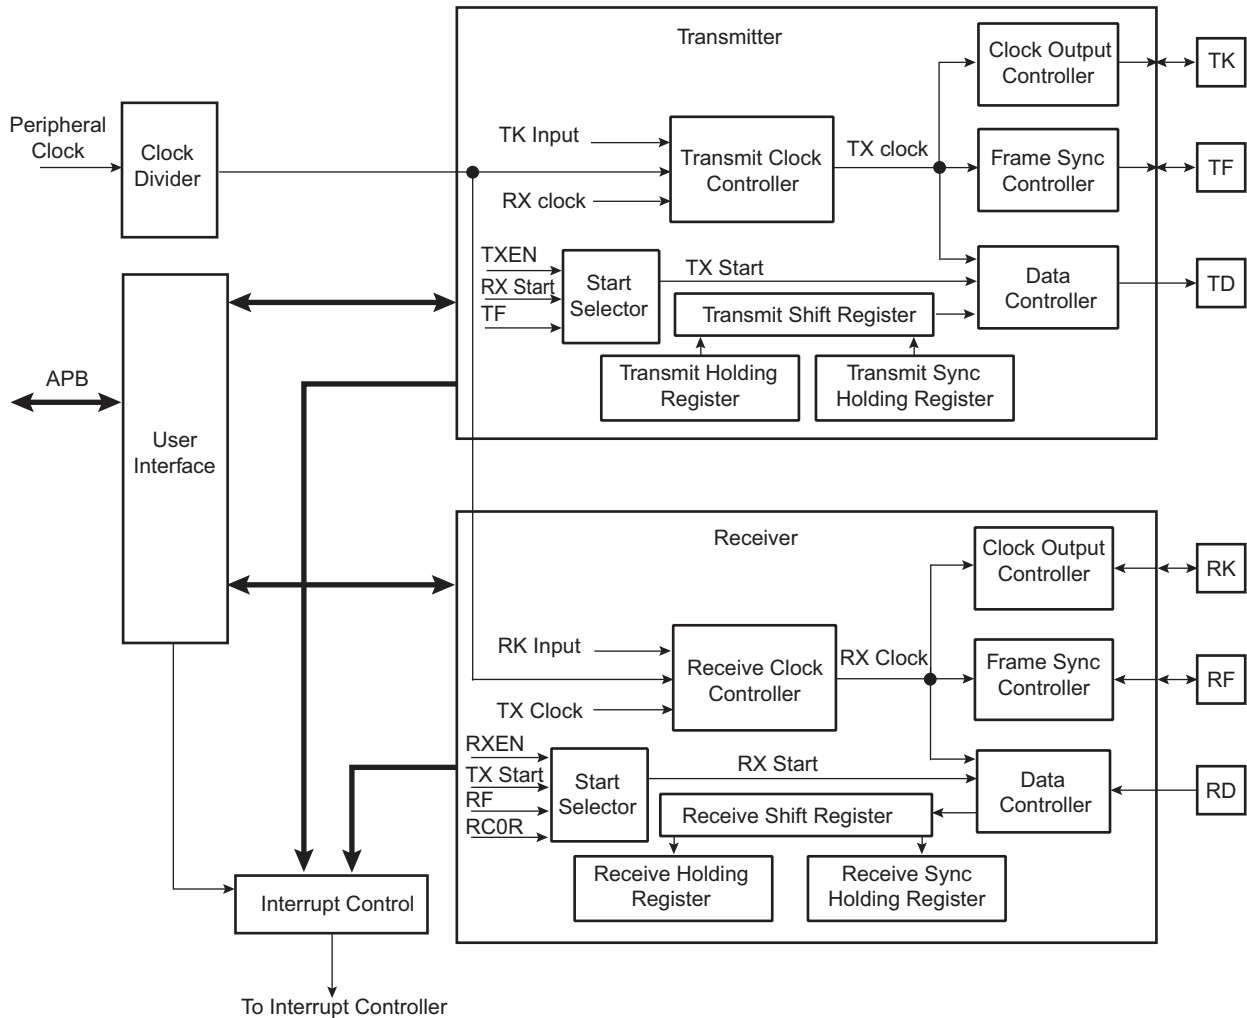 Transmitter
Clock Output
Controller
TK
Peripheral
Clock
Clock
Divider
TK Input
Transmit Clock
Controller
TX clock
Frame Sync
Controller
TF
RX clock
TXEN
RX Start
TF
Start
Selector
TX Start
Data
Controller
TD
Transmit Shift Register
Transmit Holding
Register
Transmit Sync
Holding Register
APB
User
Interface
Receiver
Clock Output
Controller
RK
RK Input
Receive Clock
Controller
RX Clock
Frame Sync
Controller
RF
TX Clock
RXEN
TX Start
RF
RC0R
Start
Selector
RX Start
Data
Controller
RD
Receive Shift Register
Receive Holding
Register
Receive Sync
Holding Register
Interrupt Control
To Interrupt Controller